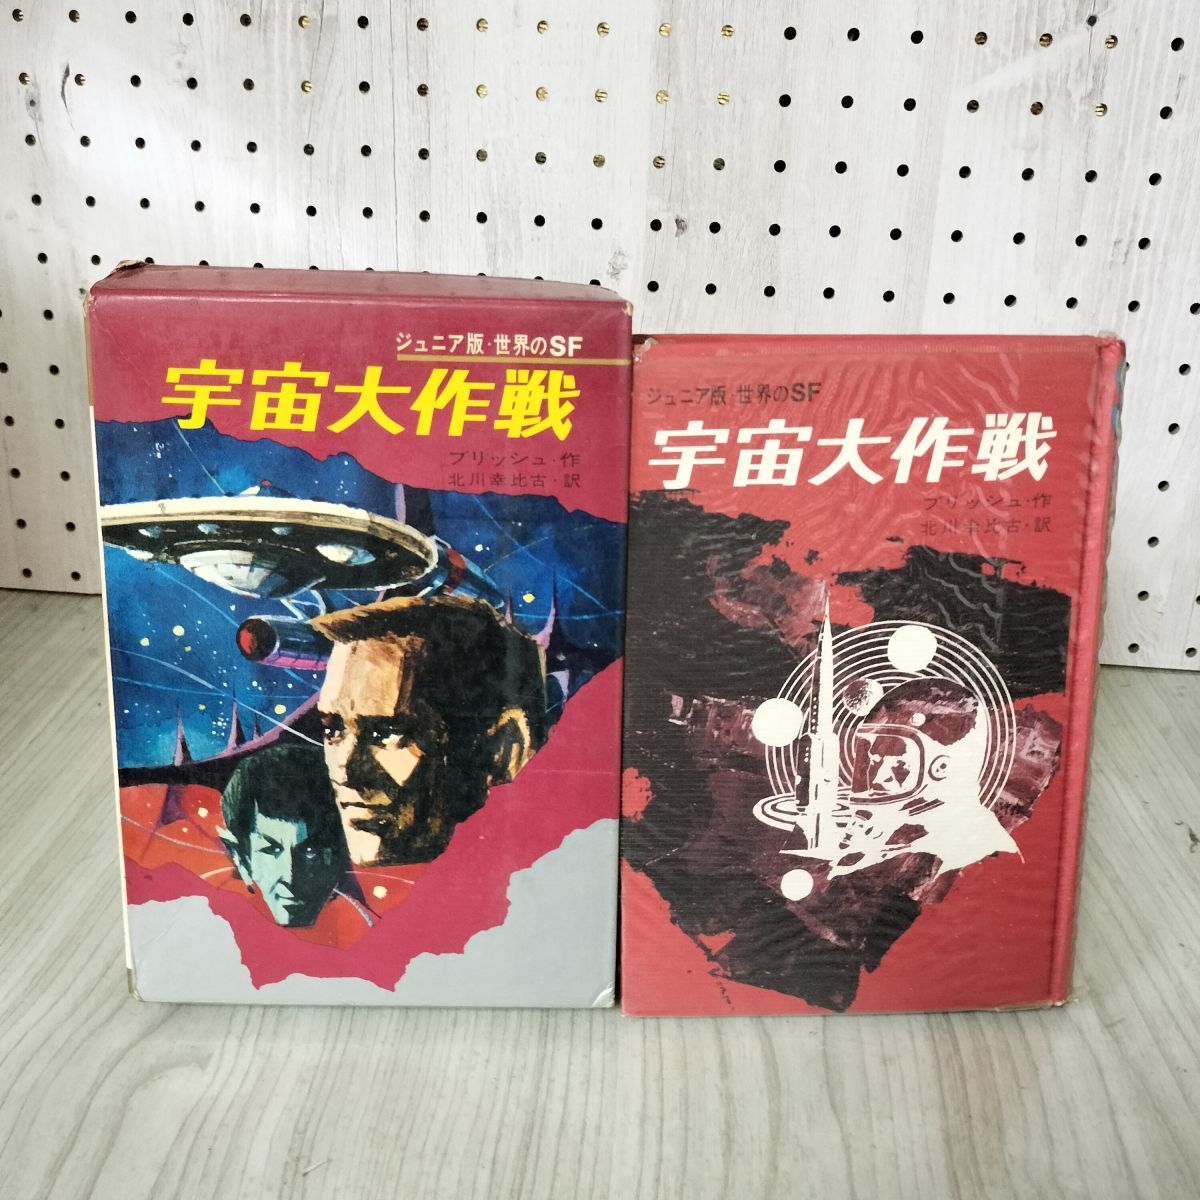 ジュニア版・世界のSF
宇宙大作戦
ブリッシュ・作
北川幸比古・訳
ジュニア版・世界のSF
宇宙大作戦
ブリッシュ・作
北川幸比古・訳